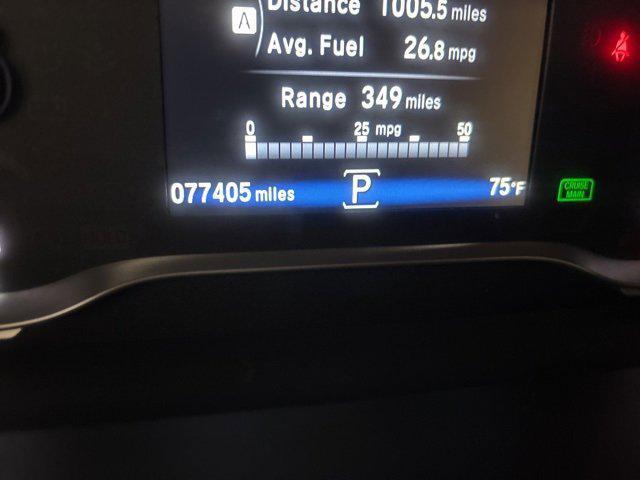 Distance 1005.5 miles
A
Avg. Fuel 26.8 mpg
Range 349 miles
0 25 mpg 50
077405 miles P 75°F
CRUISE
MAIN